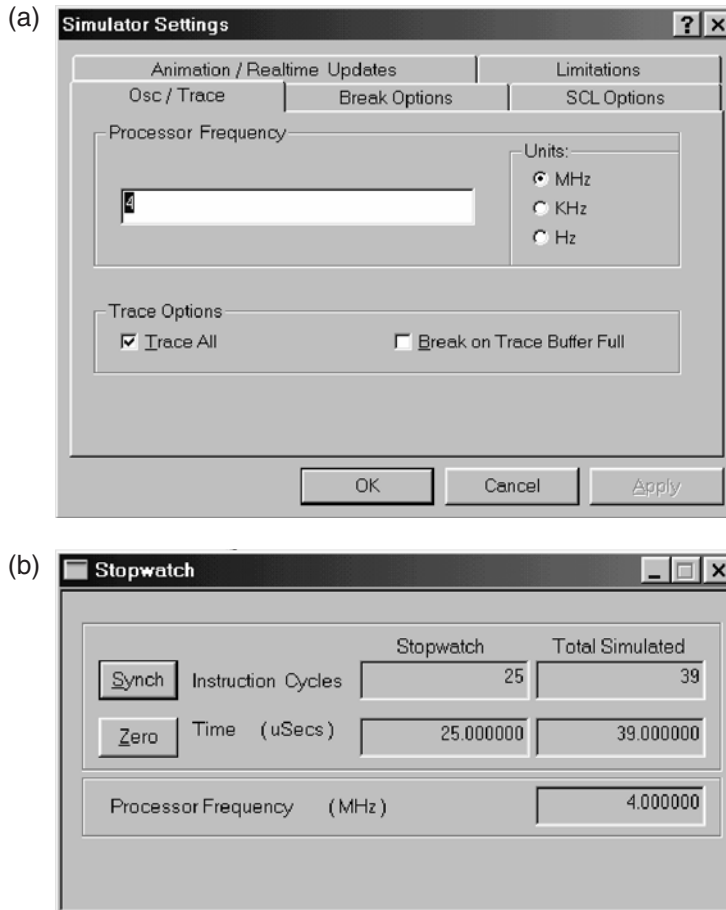 (a)
Simulator Settings
Animation / Realtime Updates Limitations
Osc / Trace Break Options SCL Options
Processor Frequency
Units:
4
MHz
KHz
Hz
Trace Options
Trace All Break on Trace Buffer Full
OK Cancel Apply
(b)
Stopwatch
Stopwatch Total Simulated
Synch Instruction Cycles 25 39
Zero Time (uSecs) 25.000000 39.000000
Processor Frequency (MHz) 4.000000